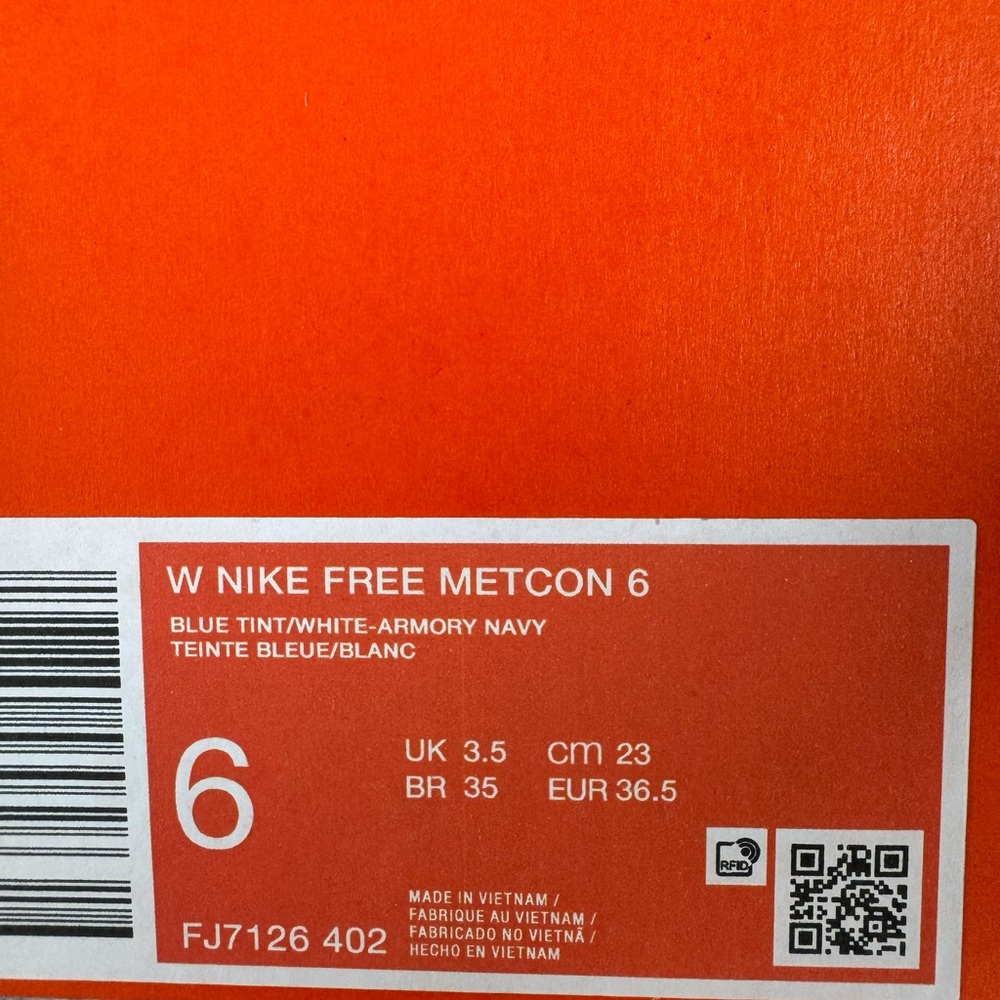 W NIKE FREE METCON 6
BLUE TINT/WHITE-ARMORY NAVY
TEINTE BLEUE/BLANC
6
UK 3.5 cm 23
BR 35 EUR 36.5
RFID
FJ7126 402
MADE IN VIETNAM /
FABRIQUE AU VIETNAM /
FABRICADO NO VIETNÃ /
HECHO EN VIETNAM